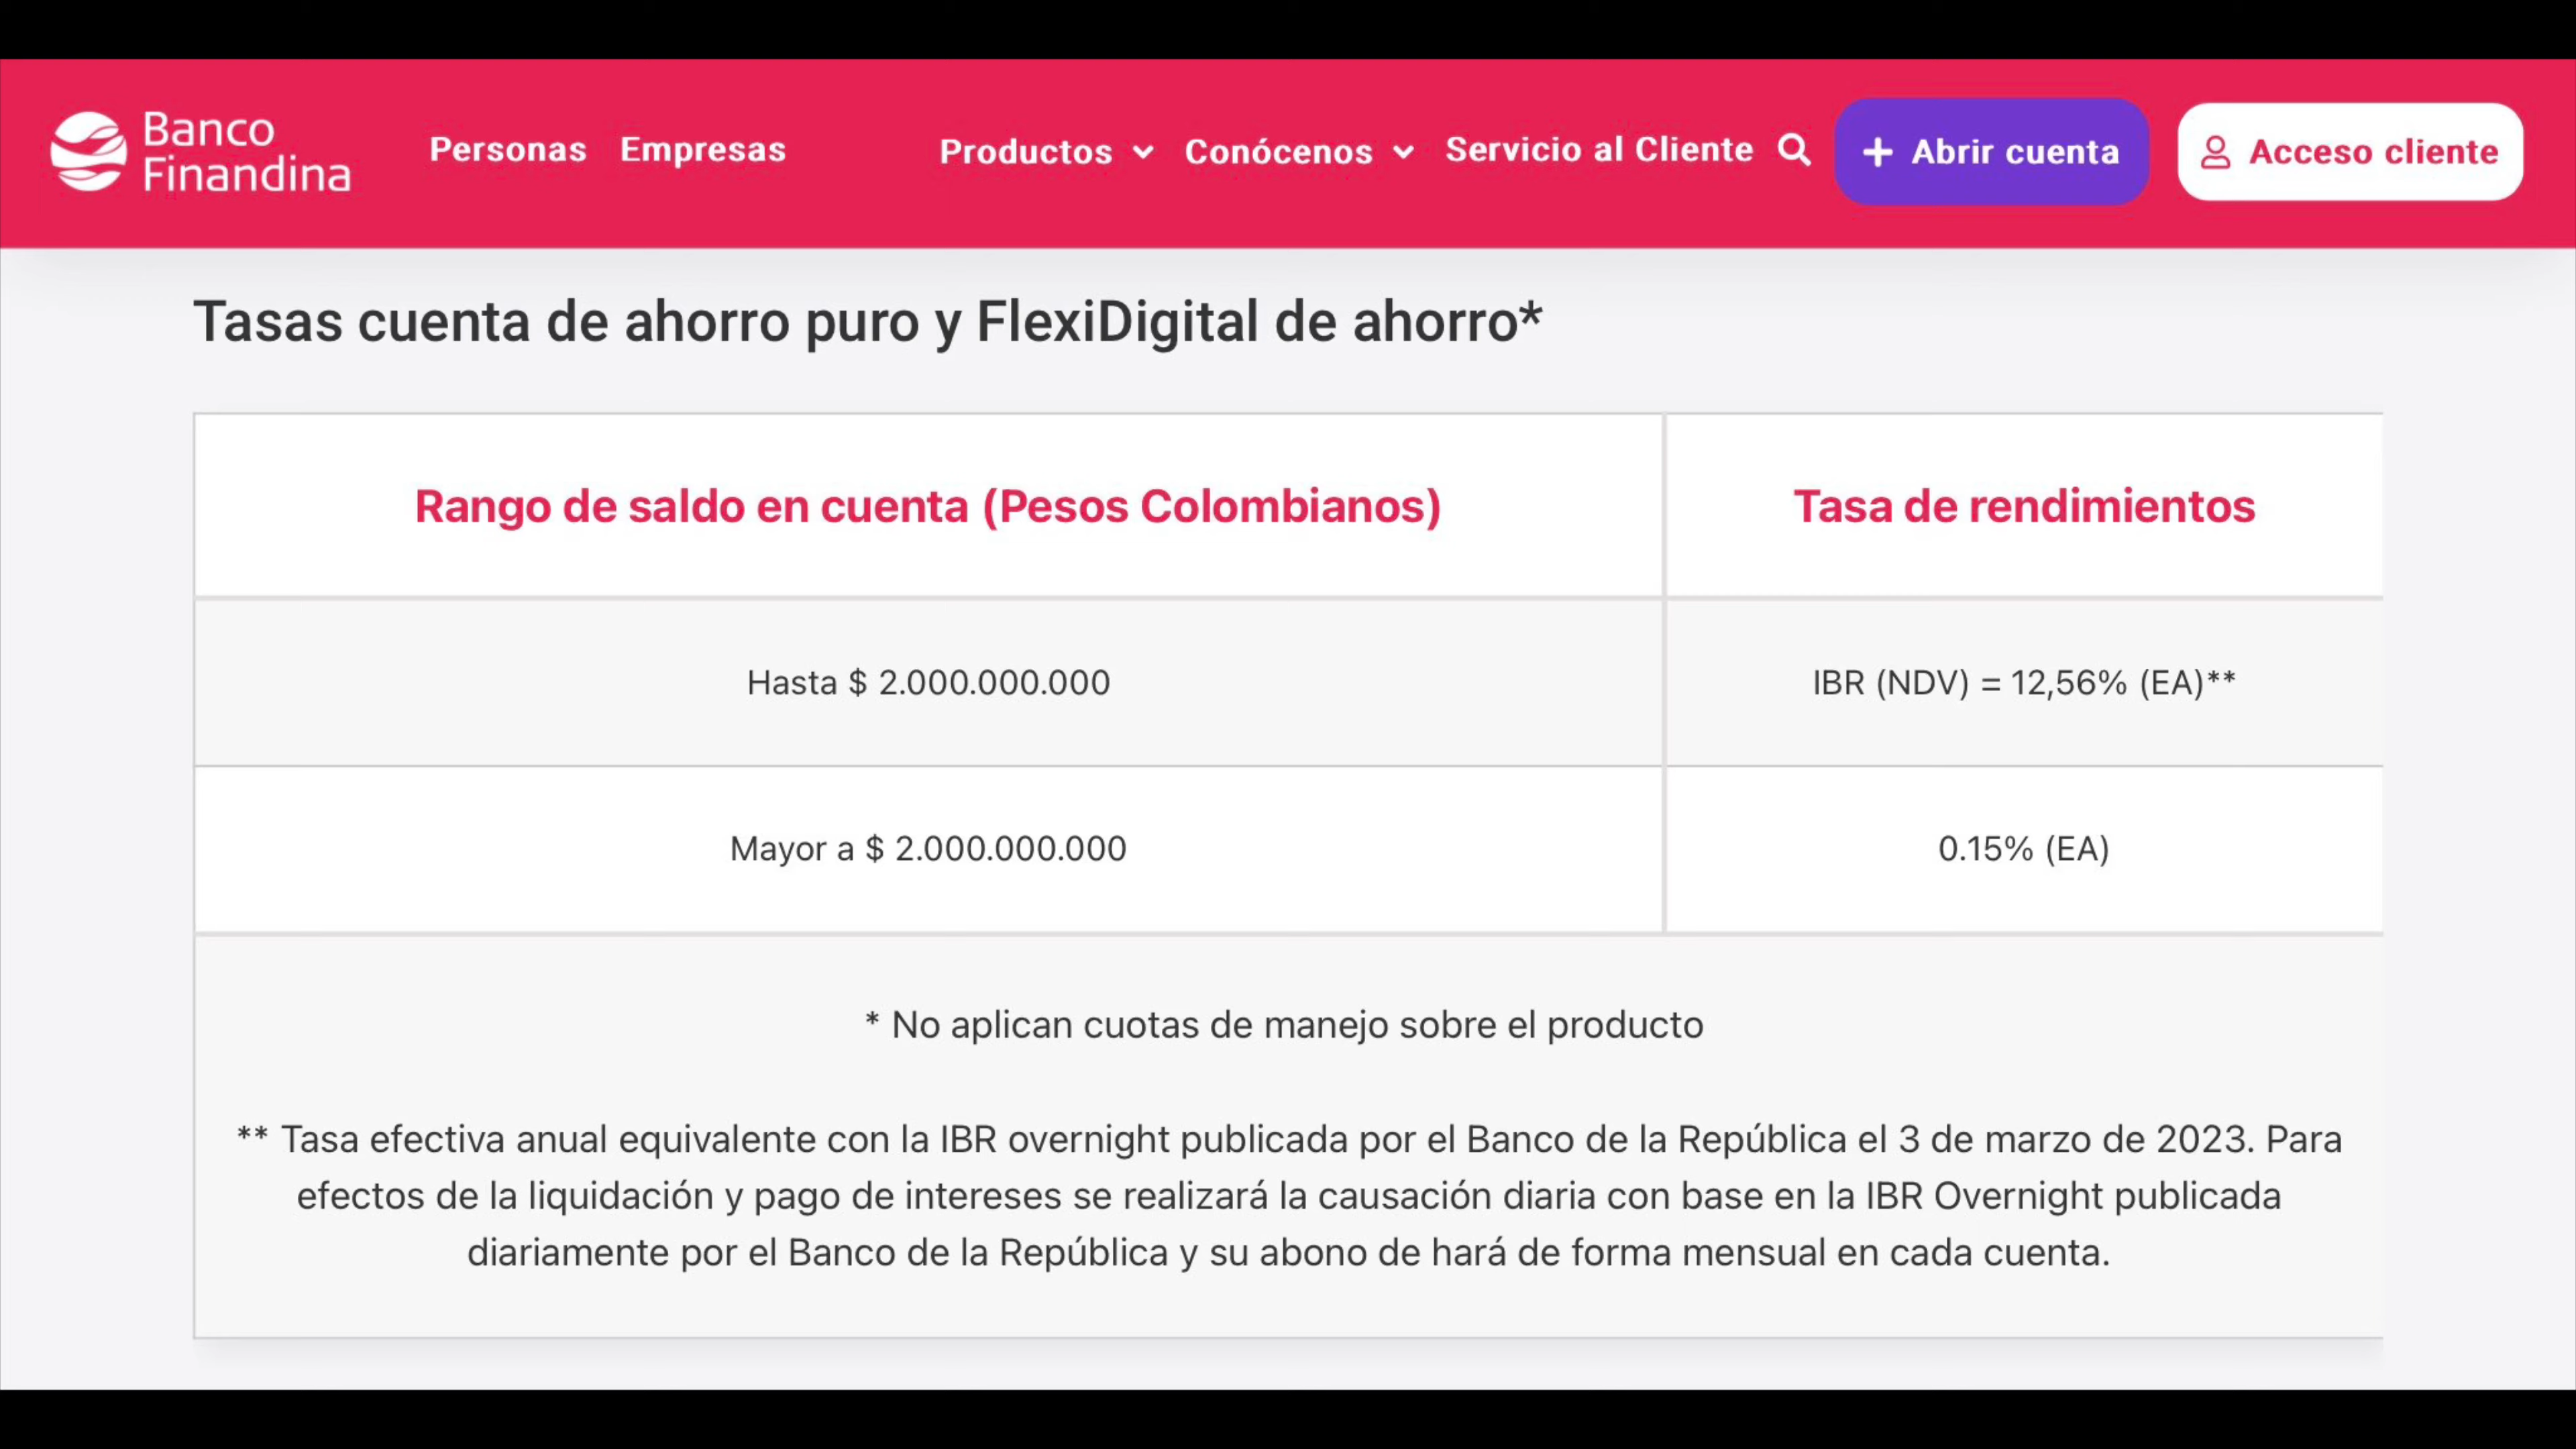 Banco
Finandina
Personas Empresas Productos Conócenos Servicio al Cliente + Abrir cuenta Acceso cliente
Tasas cuenta de ahorro puro y FlexiDigital de ahorro*
Rango de saldo en cuenta (Pesos Colombianos) Tasa de rendimientos
Hasta $ 2.000.000.000 IBR (NDV) = 12,56% (EA)**
Mayor a $ 2.000.000.000 0.15% (EA)
* No aplican cuotas de manejo sobre el producto
** Tasa efectiva anual equivalente con la IBR overnight publicada por el Banco de la República el 3 de marzo de 2023. Para
efectos de la liquidación y pago de intereses se realizará la causación diaria con base en la IBR Overnight publicada
diariamente por el Banco de la República y su abono de hará de forma mensual en cada cuenta.